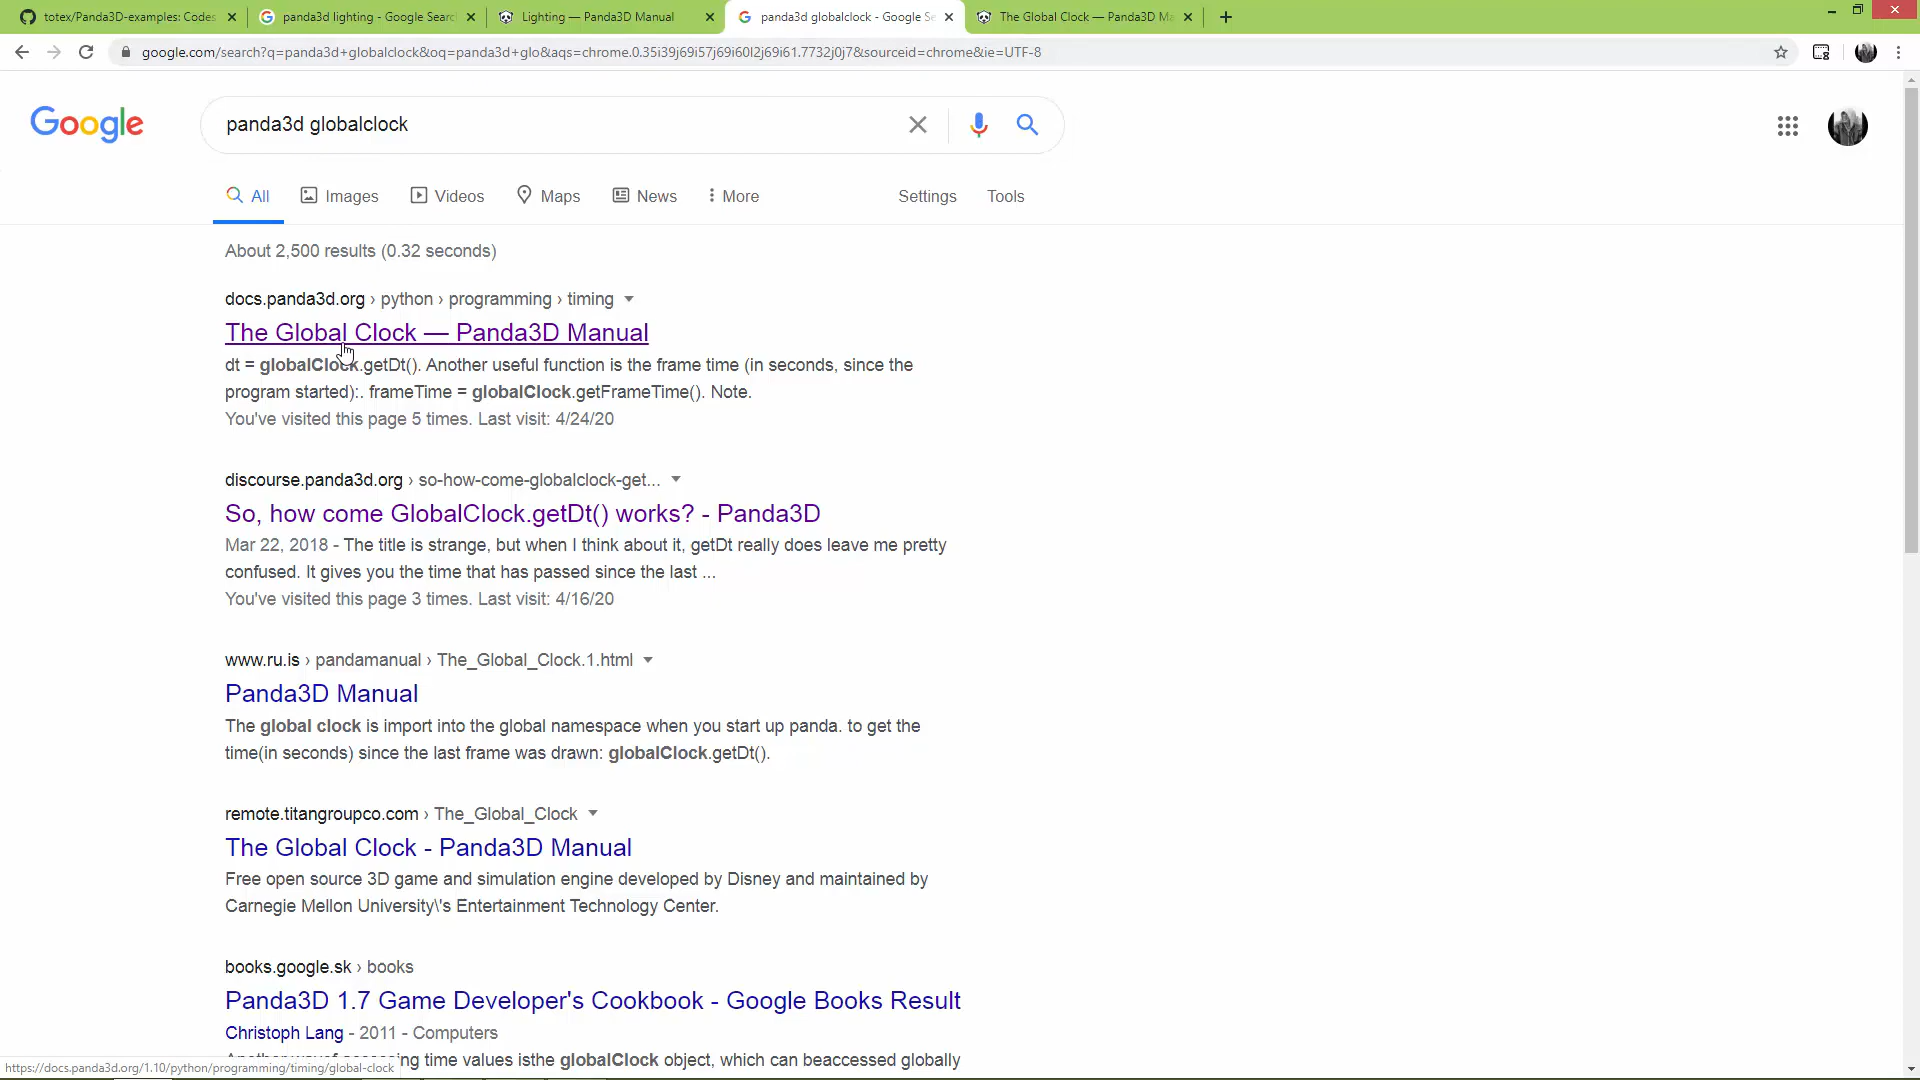 totex/Panda3D-examples: Codes
panda3d lighting - Google Searc
Lighting — Panda3D Manual
panda3d globalclock - Google Se
The Global Clock — Panda3D Ma
google.com/search?q=panda3d+globalclock&oq=panda3d+glo&aqs=chrome.0.35i39j69i57j69i60l2j69i61.7732j0j7&sourceid=chrome&ie=UTF-8
Google
panda3d globalclock
All
Images
Videos
Maps
News
More
Settings
Tools
About 2,500 results (0.32 seconds)
docs.panda3d.org › python › programming › timing
The Global Clock — Panda3D Manual
dt = globalClock.getDt(). Another useful function is the frame time (in seconds, since the
program started):. frameTime = globalClock.getFrameTime(). Note.
You've visited this page 5 times. Last visit: 4/24/20
discourse.panda3d.org › so-how-come-globalclock-get...
So, how come GlobalClock.getDt() works? - Panda3D
Mar 22, 2018 - The title is strange, but when I think about it, getDt really does leave me pretty
confused. It gives you the time that has passed since the last ...
You've visited this page 3 times. Last visit: 4/16/20
www.ru.is › pandamanual › The_Global_Clock.1.html
Panda3D Manual
The global clock is import into the global namespace when you start up panda. to get the
time(in seconds) since the last frame was drawn: globalClock.getDt().
remote.titangroupco.com › The_Global_Clock
The Global Clock - Panda3D Manual
Free open source 3D game and simulation engine developed by Disney and maintained by
Carnegie Mellon University\'s Entertainment Technology Center.
books.google.sk › books
Panda3D 1.7 Game Developer's Cookbook - Google Books Result
Christoph Lang - 2011 - Computers
time values isthe globalClock object, which can beaccessed globally
https://docs.panda3d.org/1.10/python/programming/timing/global-clock